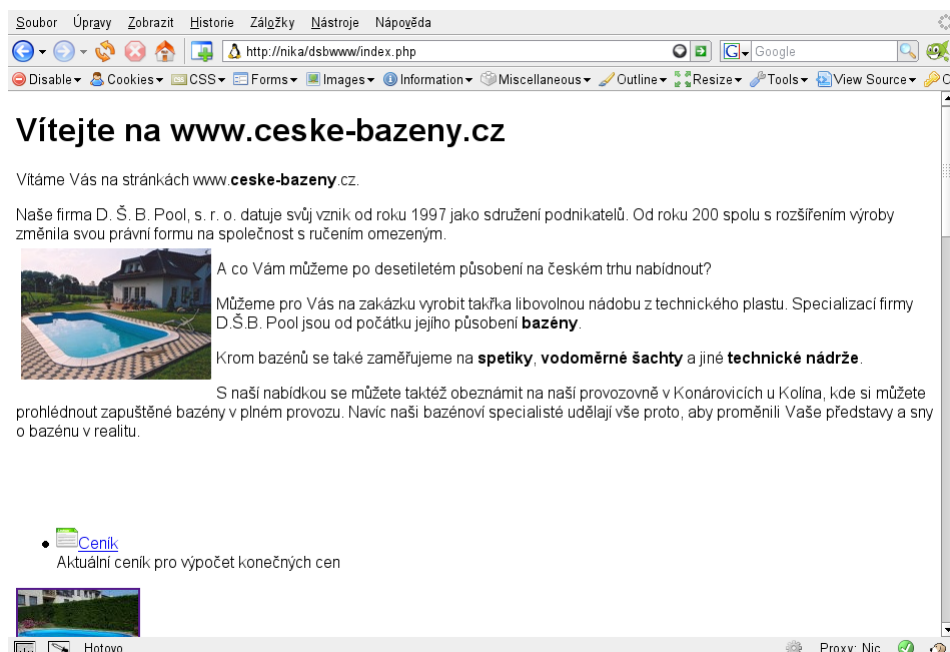 Soubor Úpravy Zobrazit Historie Záložky Nástroje Nápověda
http://nika/dsbwww/index.php G Google
Disable Cookies CSS Forms Images Information Miscellaneous Outline Resize Tools View Source
Vítejte na www.ceske-bazeny.cz
Vítáme Vás na stránkách www.ceske-bazeny.cz.
Naše firma D. Š. B. Pool, s. r. o. datuje svůj vznik od roku 1997 jako sdružení podnikatelů. Od roku 200 spolu s rozšířením výroby
změnila svou právní formu na společnost s ručením omezeným.
A co Vám můžeme po desetiletém působení na českém trhu nabídnout?
Můžeme pro Vás na zakázku vyrobit takřka libovolnou nádobu z technického plastu. Specializací firmy
D.Š.B. Pool jsou od počátku jejího působení bazény.
Krom bazénů se také zaměřujeme na spetiky, vodoměrné šachty a jiné technické nádrže.
S naší nabídkou se můžete taktéž obeznámit na naší provozovně v Konárovicích u Kolína, kde si můžete
prohlédnout zapuštěné bazény v plném provozu. Navíc naši bazénoví specialisté udělají vše proto, aby proměnili Vaše představy a sny
o bazénu v realitu.
Ceník
Aktuální ceník pro výpočet konečných cen
Hotovo Proxy: Nic